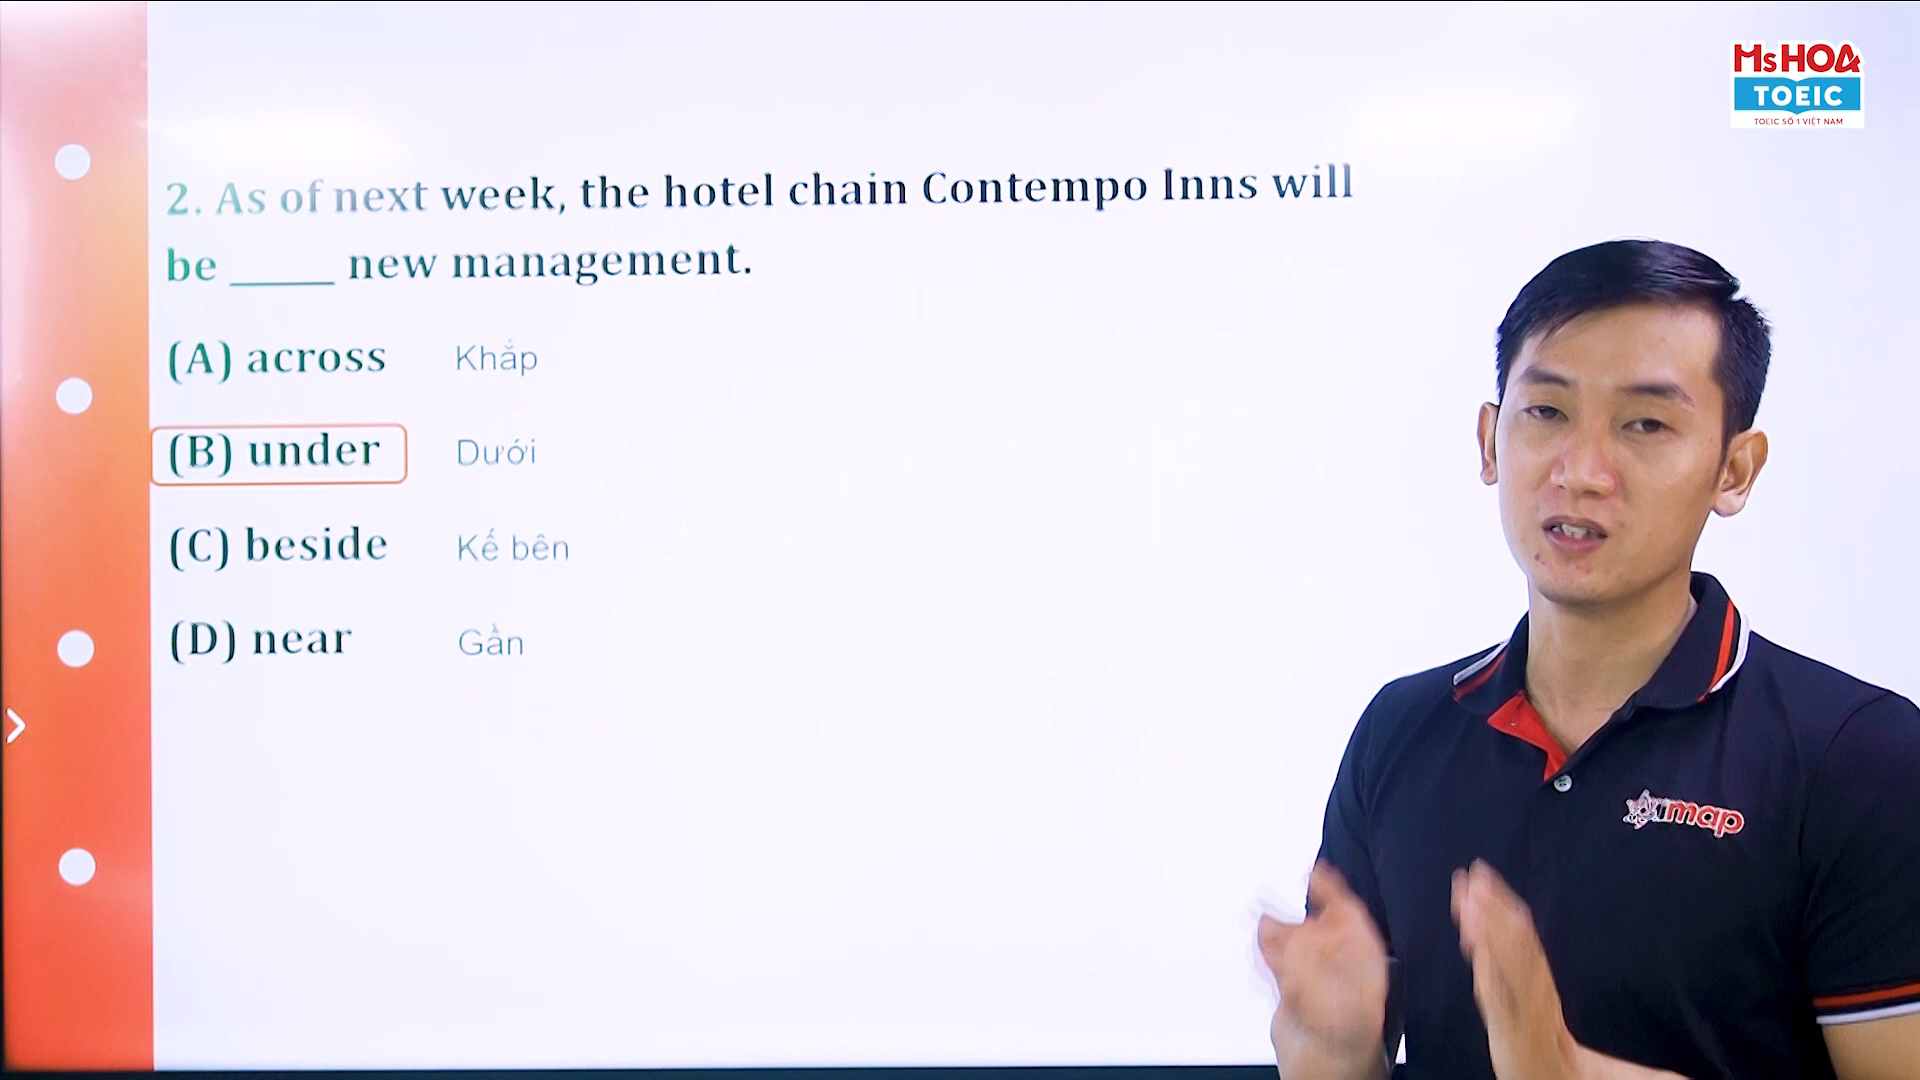 MsHOA
TOEIC
TOEIC SỐ 1 VIỆT NAM
2. As of next week, the hotel chain Contempo Inns will
be _____ new management.
(A) across Khắp
(B) under Dưới
(C) beside Kế bên
(D) near Gần
map